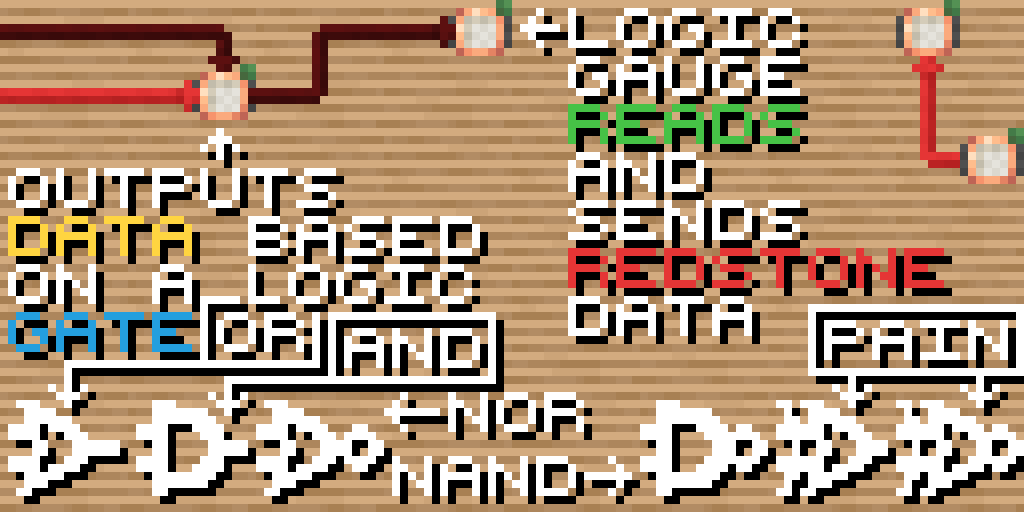 ←LOGIC
GAUGE
READS
AND
SENDS
REDSTONE
DATA
OUTPUTS
DATA BASED
ON A LOGIC
GATE OR AND
PAIN
←NOR
NAND→